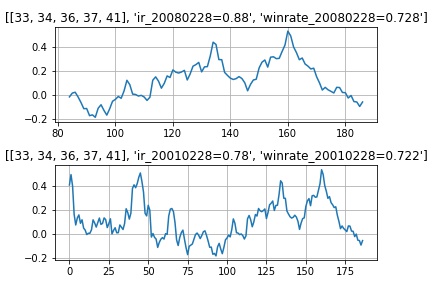 [[33, 34, 36, 37, 41], 'ir_20080228=0.88', 'winrate_20080228=0.728']
0.4
0.2
0.0
−0.2
80 100 120 140 160 180
[[33, 34, 36, 37, 41], 'ir_20010228=0.78', 'winrate_20010228=0.722']
0.4
0.2
0.0
−0.2
0 25 50 75 100 125 150 175